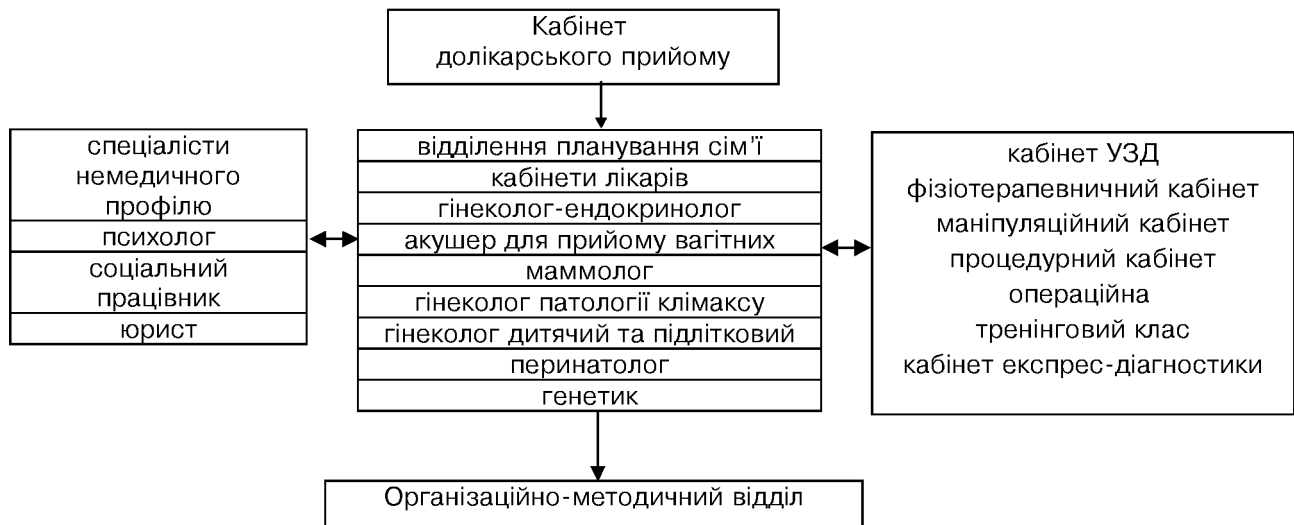 Кабінет
долікарського прийому
спеціалісти
немедичного
профілю
психолог
соціальний
працівник
юрист
відділення планування сім’ї
кабінети лікарів
гінеколог-ендокринолог
акушер для прийому вагітних
маммолог
гінеколог патології клімаксу
гінеколог дитячий та підлітковий
перинатолог
генетик
кабінет УЗД
фізіотерапевничний кабінет
маніпуляційний кабінет
процедурний кабінет
операційна
тренінговий клас
кабінет експрес-діагностики
Організаційно-методичний відділ